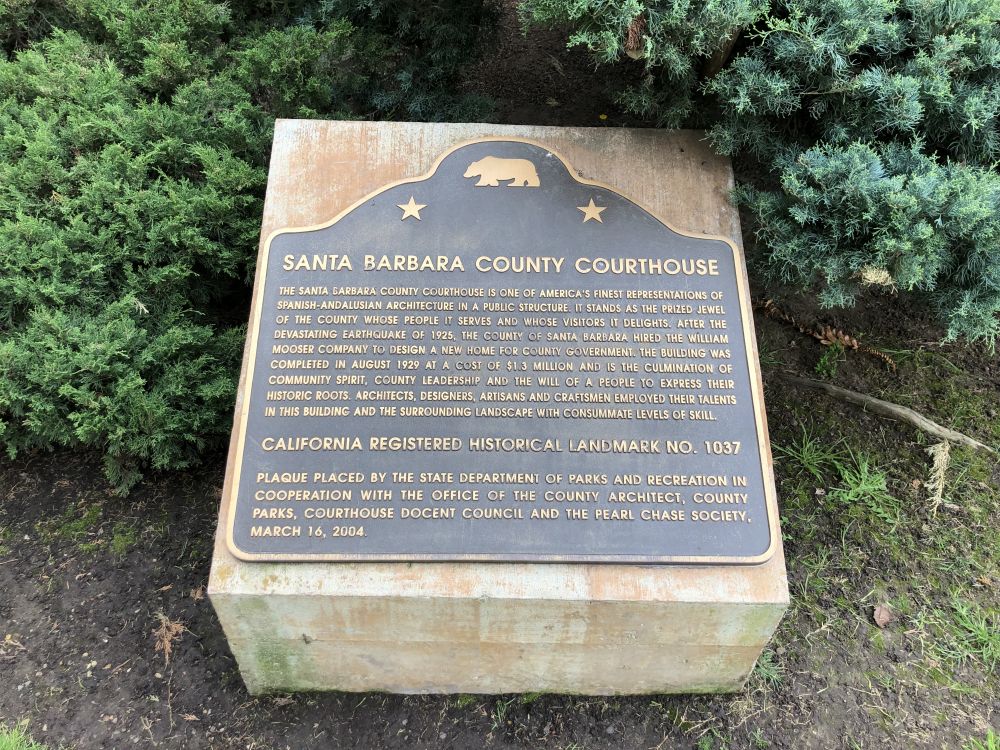 SANTA BARBARA COUNTY COURTHOUSE
THE SANTA BARBARA COUNTY COURTHOUSE IS ONE OF AMERICA'S FINEST REPRESENTATIONS OF
SPANISH-ANDALUSIAN ARCHITECTURE IN A PUBLIC STRUCTURE. IT STANDS AS THE PRIZED JEWEL
OF THE COUNTY WHOSE PEOPLE IT SERVES AND WHOSE VISITORS IT DELIGHTS. AFTER THE
DEVASTATING EARTHQUAKE OF 1925, THE COUNTY OF SANTA BARBARA HIRED THE WILLIAM
MOOSER COMPANY TO DESIGN A NEW HOME FOR COUNTY GOVERNMENT. THE BUILDING WAS
COMPLETED IN AUGUST 1929 AT A COST OF $1.3 MILLION AND IS THE CULMINATION OF
COMMUNITY SPIRIT, COUNTY LEADERSHIP AND THE WILL OF A PEOPLE TO EXPRESS THEIR
HISTORIC ROOTS. ARCHITECTS, DESIGNERS, ARTISANS AND CRAFTSMEN EMPLOYED THEIR TALENTS
IN THIS BUILDING AND THE SURROUNDING LANDSCAPE WITH CONSUMMATE LEVELS OF SKILL.
CALIFORNIA REGISTERED HISTORICAL LANDMARK NO. 1037
PLAQUE PLACED BY THE STATE DEPARTMENT OF PARKS AND RECREATION IN
COOPERATION WITH THE OFFICE OF THE COUNTY ARCHITECT, COUNTY
PARKS, COURTHOUSE DOCENT COUNCIL AND THE PEARL CHASE SOCIETY,
MARCH 16, 2004.